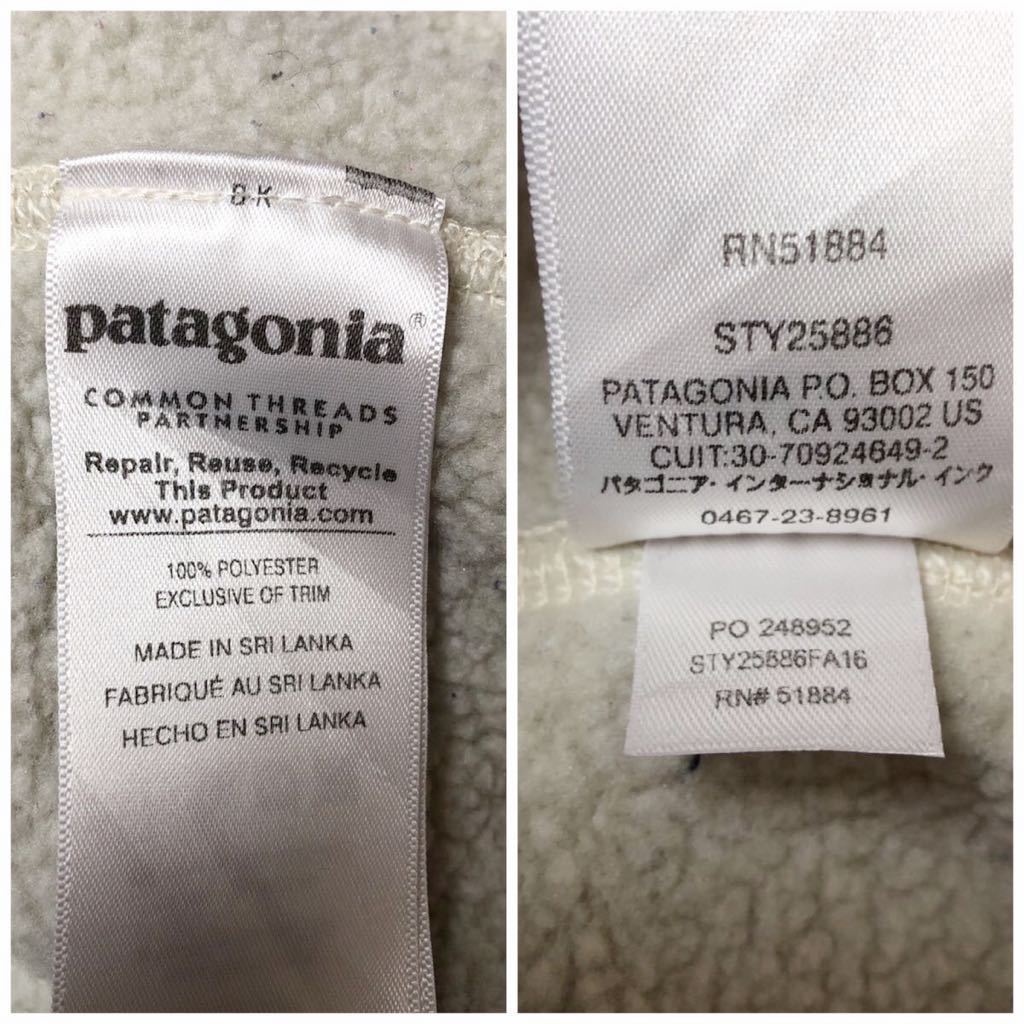 B-K
patagonia®
COMMON THREADS
PARTNERSHIP
Repair, Reuse, Recycle
This Product
www.patagonia.com
100% POLYESTER
EXCLUSIVE OF TRIM
MADE IN SRI LANKA
FABRIQUÉ AU SRI LANKA
HECHO EN SRI LANKA
RN51884
STY25886
PATAGONIA P.O. BOX 150
VENTURA, CA 93002 US
CUIT:30-70924649-2
パタゴニア・インターナショナル・インク
0467-23-8961
PO 248952
STY25886FA16
RN# 51884